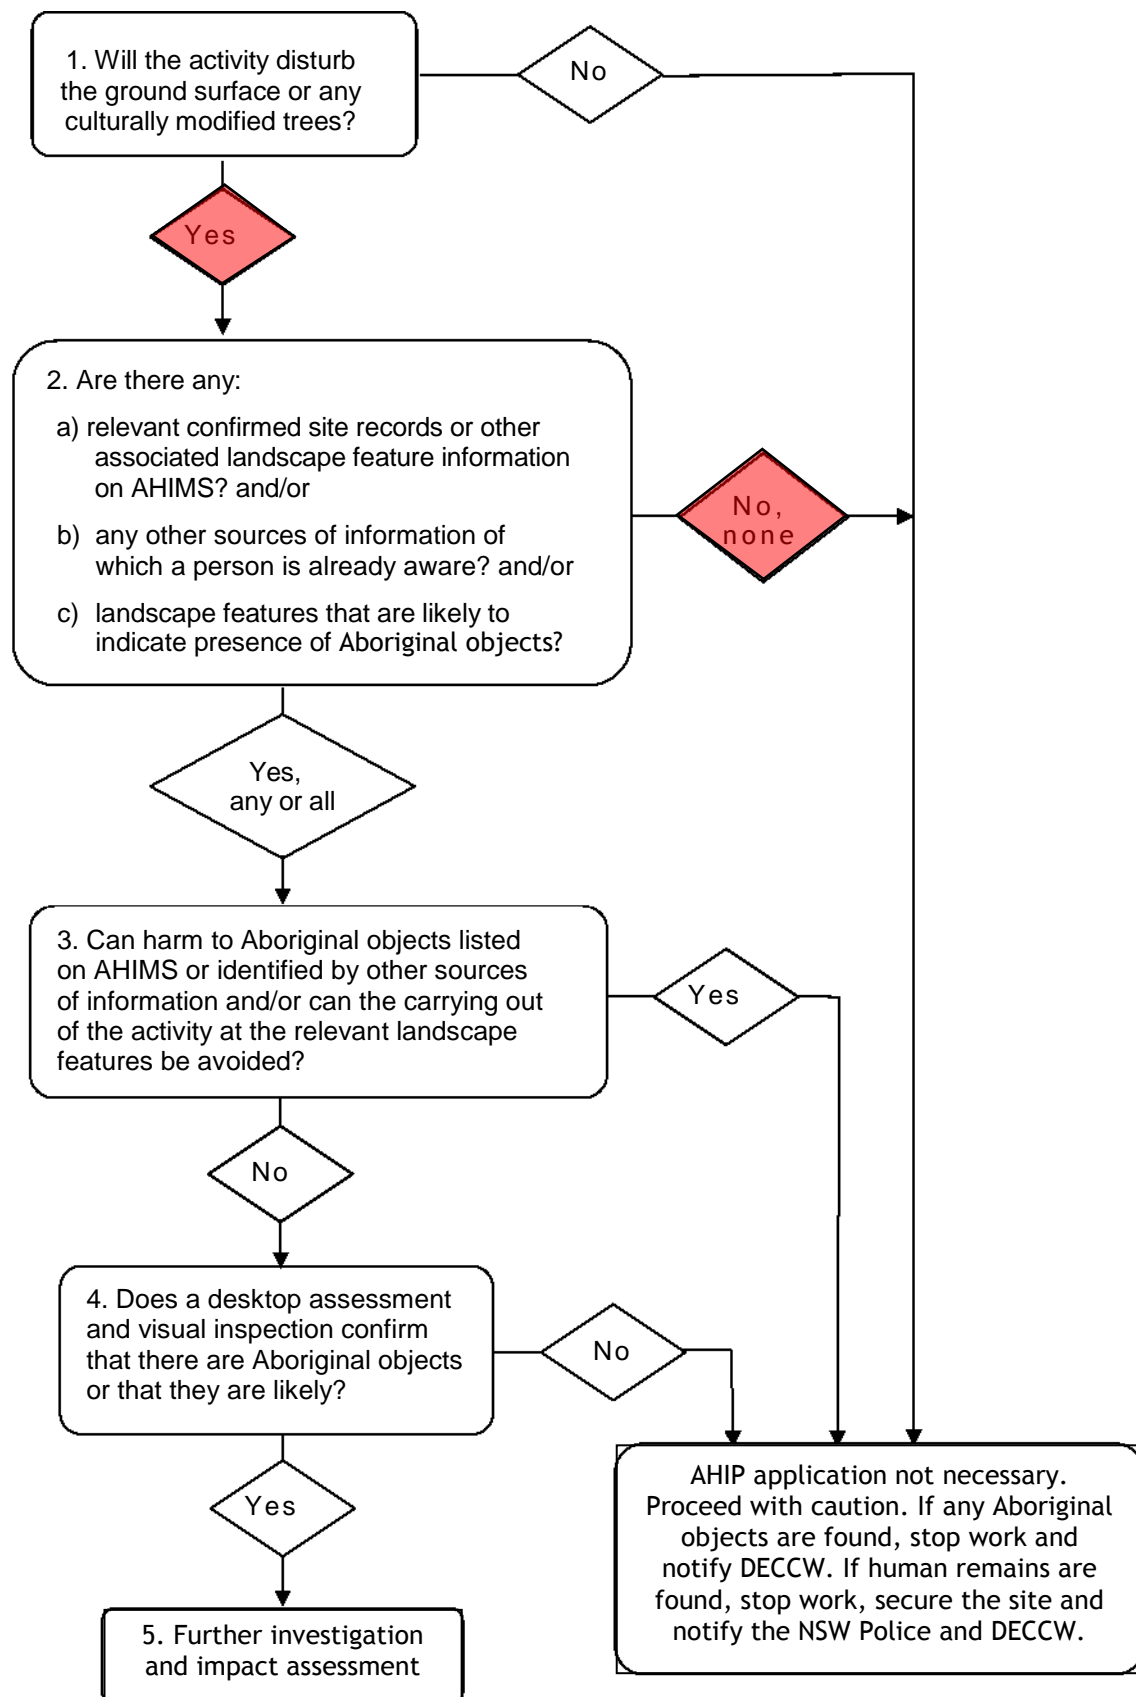 1. Will the activity disturb
the ground surface or any
culturally modified trees?
No
Yes
2. Are there any:
a) relevant confirmed site records or other
associated landscape feature information
on AHIMS? and/or
b) any other sources of information of
which a person is already aware? and/or
c) landscape features that are likely to
indicate presence of Aboriginal objects?
No,
none
Yes,
any or all
3. Can harm to Aboriginal objects listed
on AHIMS or identified by other sources
of information and/or can the carrying out
of the activity at the relevant landscape
features be avoided?
Yes
No
4. Does a desktop assessment
and visual inspection confirm
that there are Aboriginal objects
or that they are likely?
No
Yes
AHIP application not necessary.
Proceed with caution. If any Aboriginal
objects are found, stop work and
notify DECCW. If human remains are
found, stop work, secure the site and
notify the NSW Police and DECCW.
5. Further investigation
and impact assessment